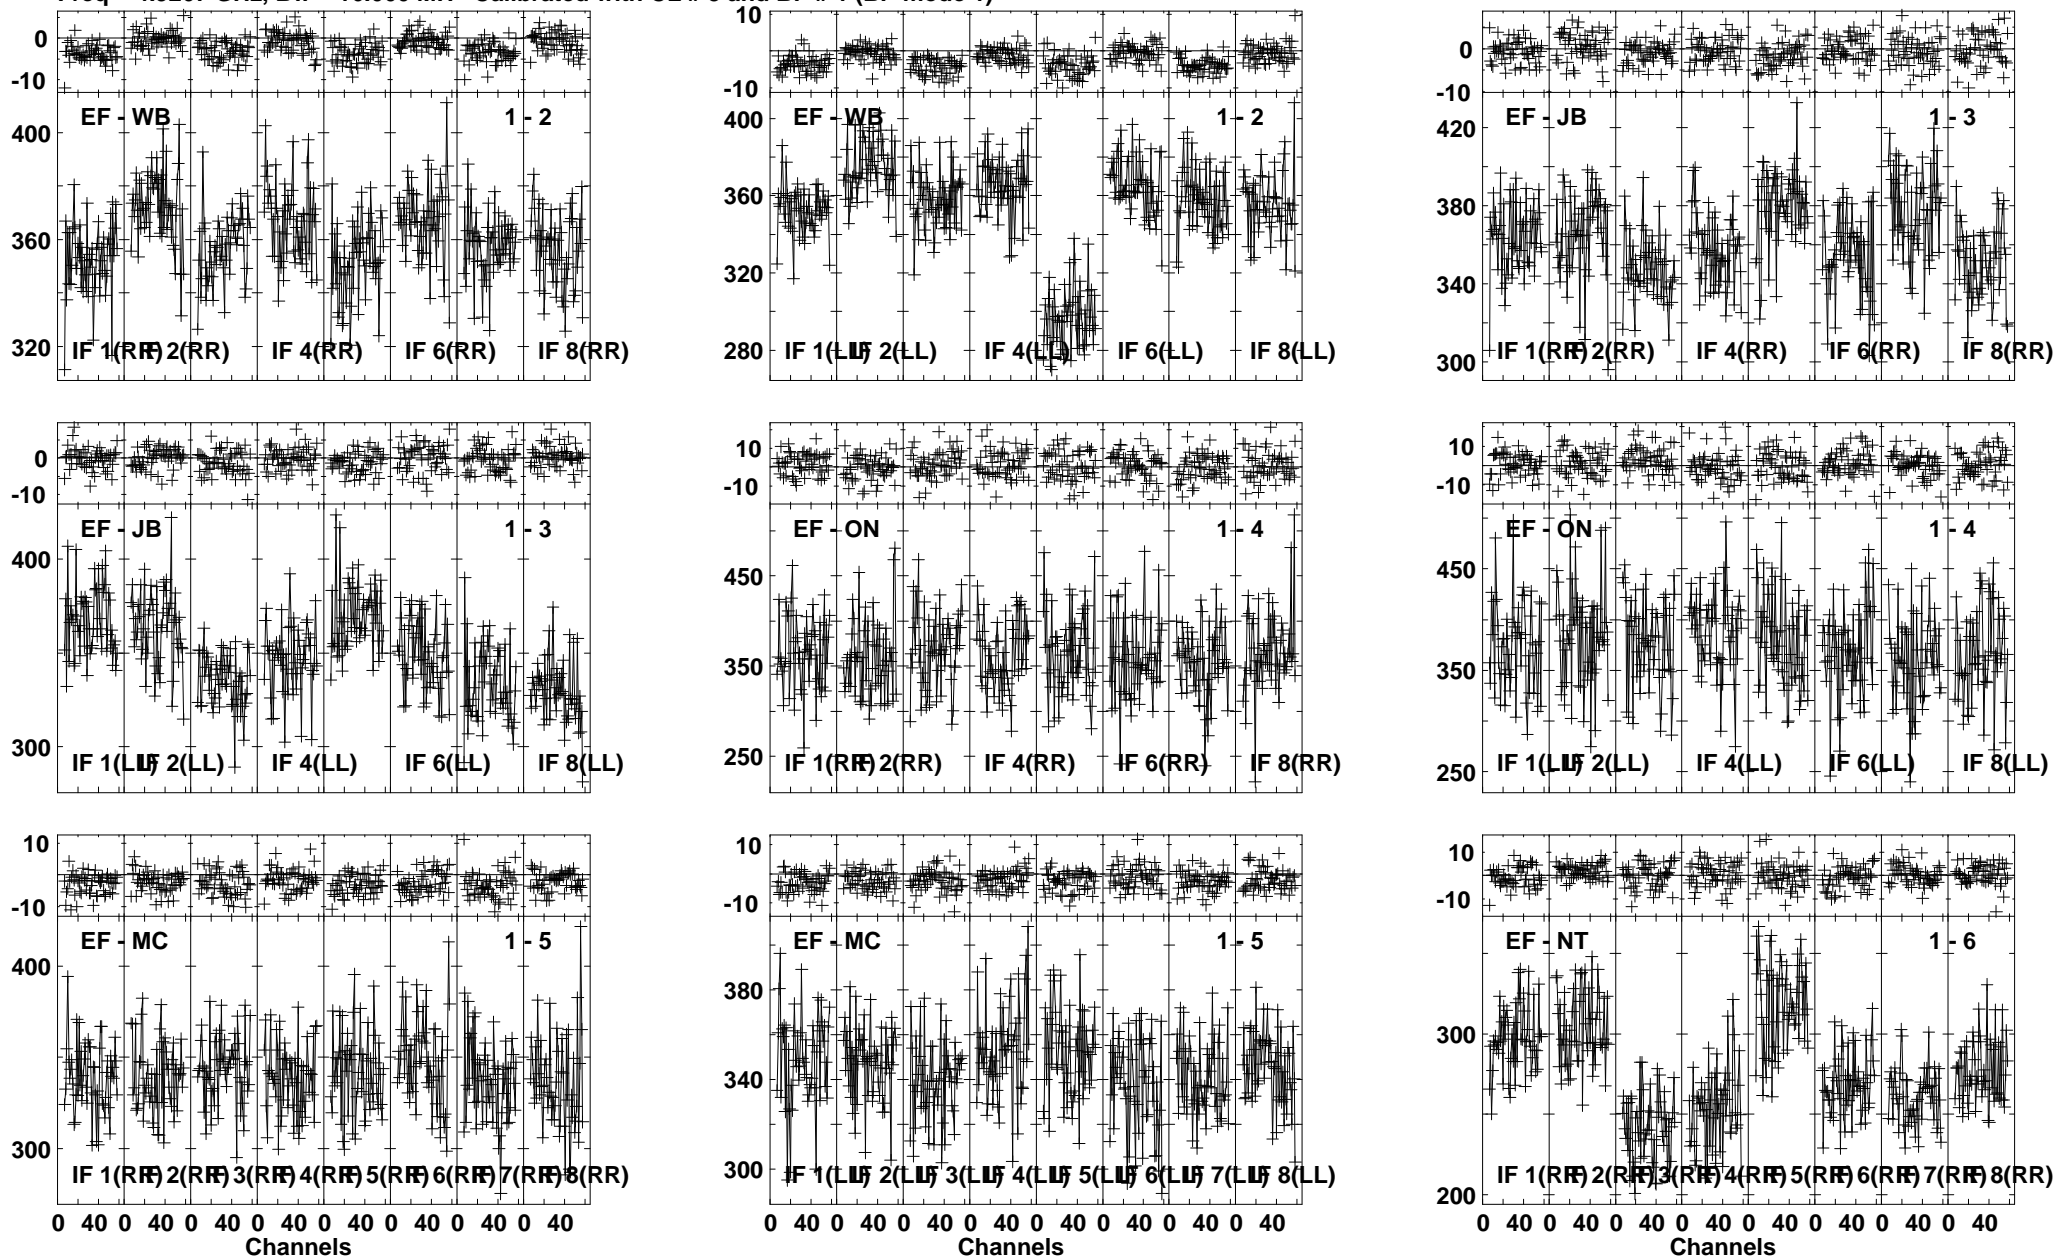 Freq GHz, Calibrated with CL # and BP # (BP mode 1)
0
-10
EF - WB 1 - 2
400
360
320
IF 1(RR) IF 2(RR) IF 4(RR) IF 6(RR) IF 8(RR)
10
0
-10
EF - WB 1 - 2
400
360
320
280
IF 1(LL) IF 2(LL) IF 4(LL) IF 6(LL) IF 8(LL)
0
-10
EF - JB 1 - 3
420
380
340
300
IF 1(RR) IF 2(RR) IF 4(RR) IF 6(RR) IF 8(RR)
0
-10
EF - JB 1 - 3
400
300
IF 1(LL) IF 2(LL) IF 4(LL) IF 6(LL) IF 8(LL)
10
-10
EF - ON 1 - 4
450
350
250
IF 1(RR) IF 2(RR) IF 4(RR) IF 6(RR) IF 8(RR)
10
-10
EF - ON 1 - 4
450
350
250
IF 1(LL) IF 2(LL) IF 4(LL) IF 6(LL) IF 8(LL)
10
-10
EF - MC 1 - 5
400
300
IF 1(RR) IF 2(RR) IF 3(RR) IF 4(RR) IF 5(RR) IF 6(RR) IF 7(RR) IF 8(RR)
0 40 0 40 0 40 0 40 0 40 0 40 0 40 0 40
Channels
10
-10
EF - MC 1 - 5
380
340
300
IF 1(LL) IF 2(LL) IF 3(LL) IF 4(LL) IF 5(LL) IF 6(LL) IF 7(LL) IF 8(LL)
0 40 0 40 0 40 0 40 0 40 0 40 0 40 0 40
Channels
10
-10
EF - NT 1 - 6
300
200
IF 1(RR) IF 2(RR) IF 3(RR) IF 4(RR) IF 5(RR) IF 6(RR) IF 7(RR) IF 8(RR)
0 40 0 40 0 40 0 40 0 40 0 40 0 40 0 40
Channels